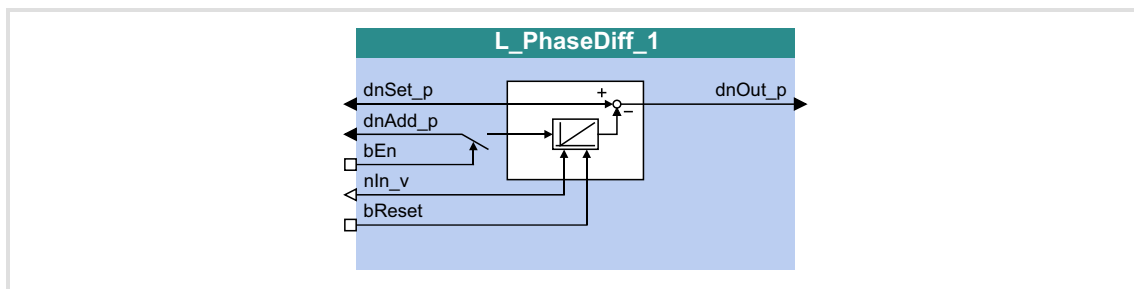 L_PhaseDiff_1
dnSet_p
+
dnOut_p
–
dnAdd_p
bEn
nIn_v
bReset